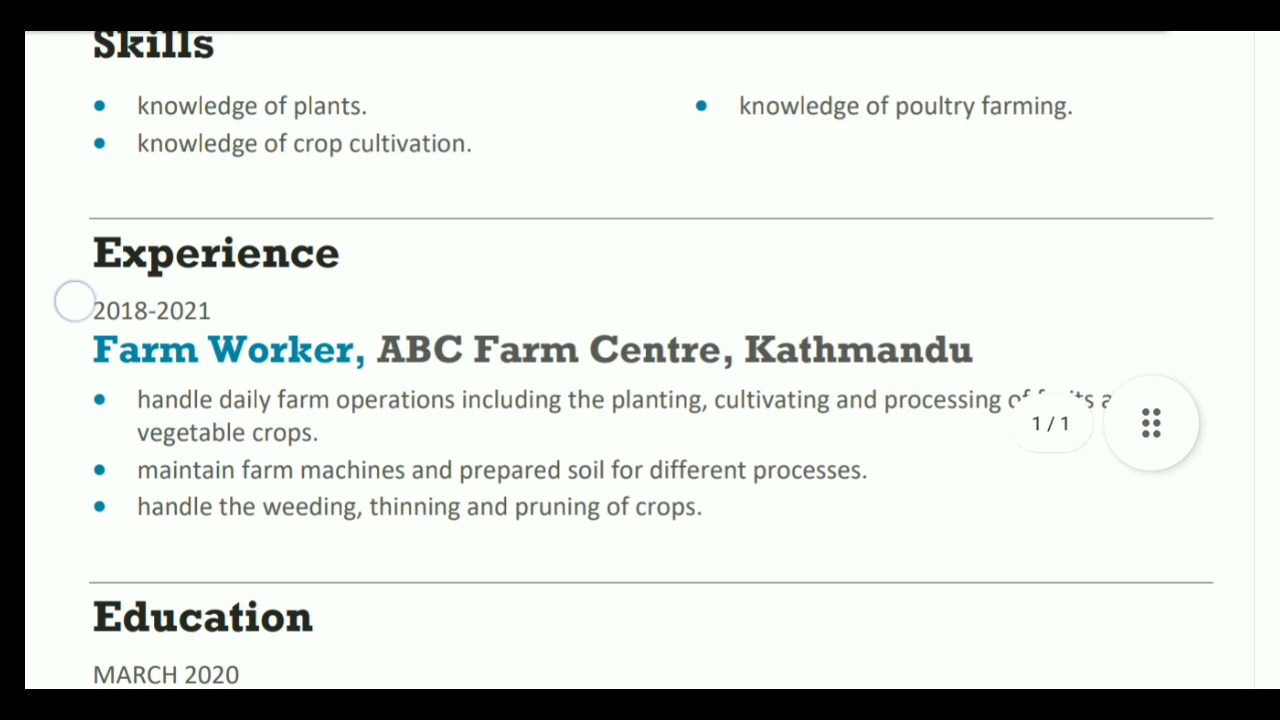 Skills
knowledge of plants.
knowledge of poultry farming.
knowledge of crop cultivation.
Experience
2018-2021
Farm Worker, ABC Farm Centre, Kathmandu
handle daily farm operations including the planting, cultivating and processing of
vegetable crops.
1 / 1
maintain farm machines and prepared soil for different processes.
handle the weeding, thinning and pruning of crops.
Education
MARCH 2020